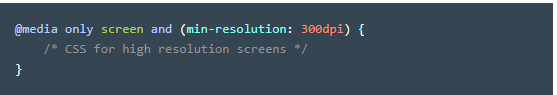 @media only screen and (min-resolution: 300dpi) {
    /* CSS for high resolution screens */
}